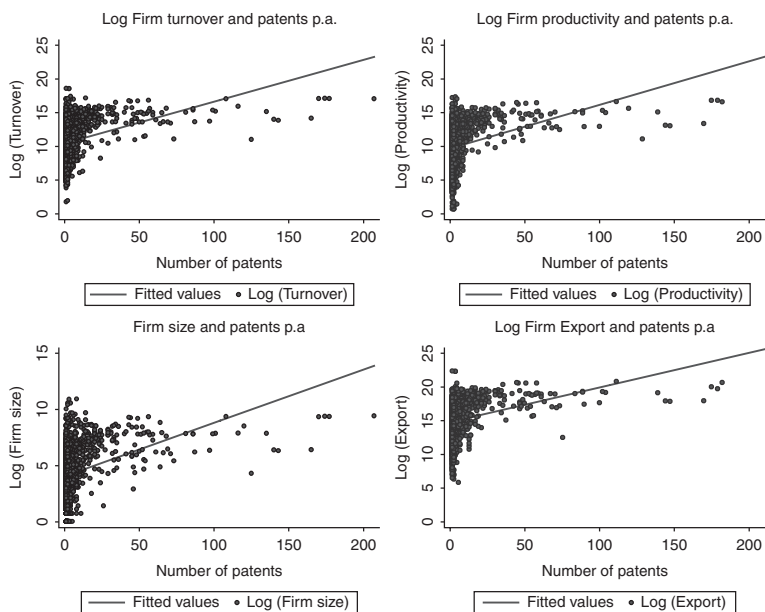 Log Firm turnover and patents p.a.
25
20
15
10
5
0
Log (Turnover)
0 50 100 150 200
Number of patents
Fitted values Log (Turnover)
Log Firm productivity and patents p.a.
25
20
15
10
5
0
Log (Productivity)
0 50 100 150 200
Number of patents
Fitted values Log (Productivity)
Firm size and patents p.a
15
10
5
0
Log (Firm size)
0 50 100 150 200
Number of patents
Fitted values Log (Firm size)
Log Firm Export and patents p.a
25
20
15
10
5
0
Log (Export)
0 50 100 150 200
Number of patents
Fitted values Log (Export)